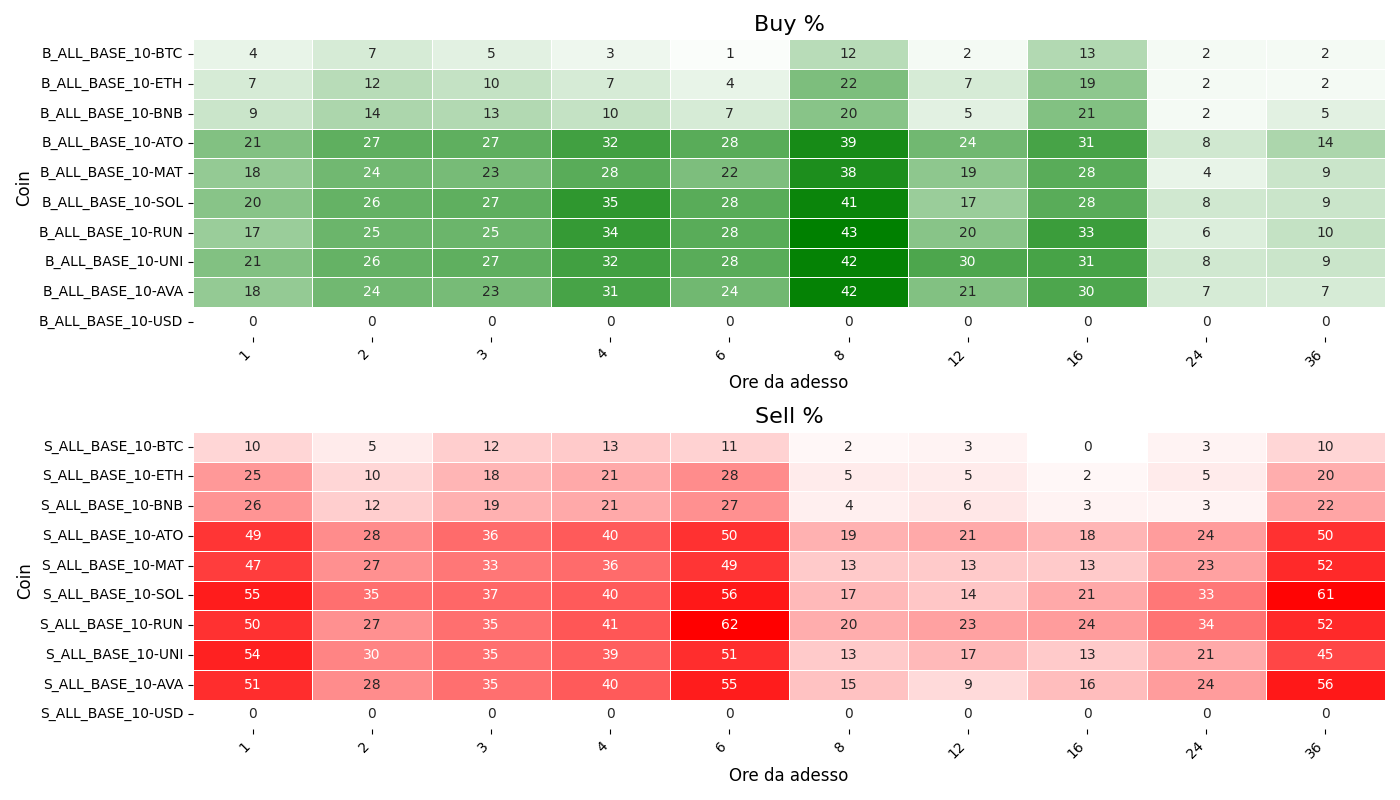 Buy %
Coin
B_ALL_BASE_10-BTC 4 7 5 3 1 12 2 13 2 2
B_ALL_BASE_10-ETH 7 12 10 7 4 22 7 19 2 2
B_ALL_BASE_10-BNB 9 14 13 10 7 20 5 21 2 5
B_ALL_BASE_10-ATO 21 27 27 32 28 39 24 31 8 14
B_ALL_BASE_10-MAT 18 24 23 28 22 38 19 28 4 9
B_ALL_BASE_10-SOL 20 26 27 35 28 41 17 28 8 9
B_ALL_BASE_10-RUN 17 25 25 34 28 43 20 33 6 10
B_ALL_BASE_10-UNI 21 26 27 32 28 42 30 31 8 9
B_ALL_BASE_10-AVA 18 24 23 31 24 42 21 30 7 7
B_ALL_BASE_10-USD 0 0 0 0 0 0 0 0 0 0
1 2 3 4 6 8 12 16 24 36
Ore da adesso
Sell %
Coin
S_ALL_BASE_10-BTC 10 5 12 13 11 2 3 0 3 10
S_ALL_BASE_10-ETH 25 10 18 21 28 5 5 2 5 20
S_ALL_BASE_10-BNB 26 12 19 21 27 4 6 3 3 22
S_ALL_BASE_10-ATO 49 28 36 40 50 19 21 18 24 50
S_ALL_BASE_10-MAT 47 27 33 36 49 13 13 13 23 52
S_ALL_BASE_10-SOL 55 35 37 40 56 17 14 21 33 61
S_ALL_BASE_10-RUN 50 27 35 41 62 20 23 24 34 52
S_ALL_BASE_10-UNI 54 30 35 39 51 13 17 13 21 45
S_ALL_BASE_10-AVA 51 28 35 40 55 15 9 16 24 56
S_ALL_BASE_10-USD 0 0 0 0 0 0 0 0 0 0
1 2 3 4 6 8 12 16 24 36
Ore da adesso